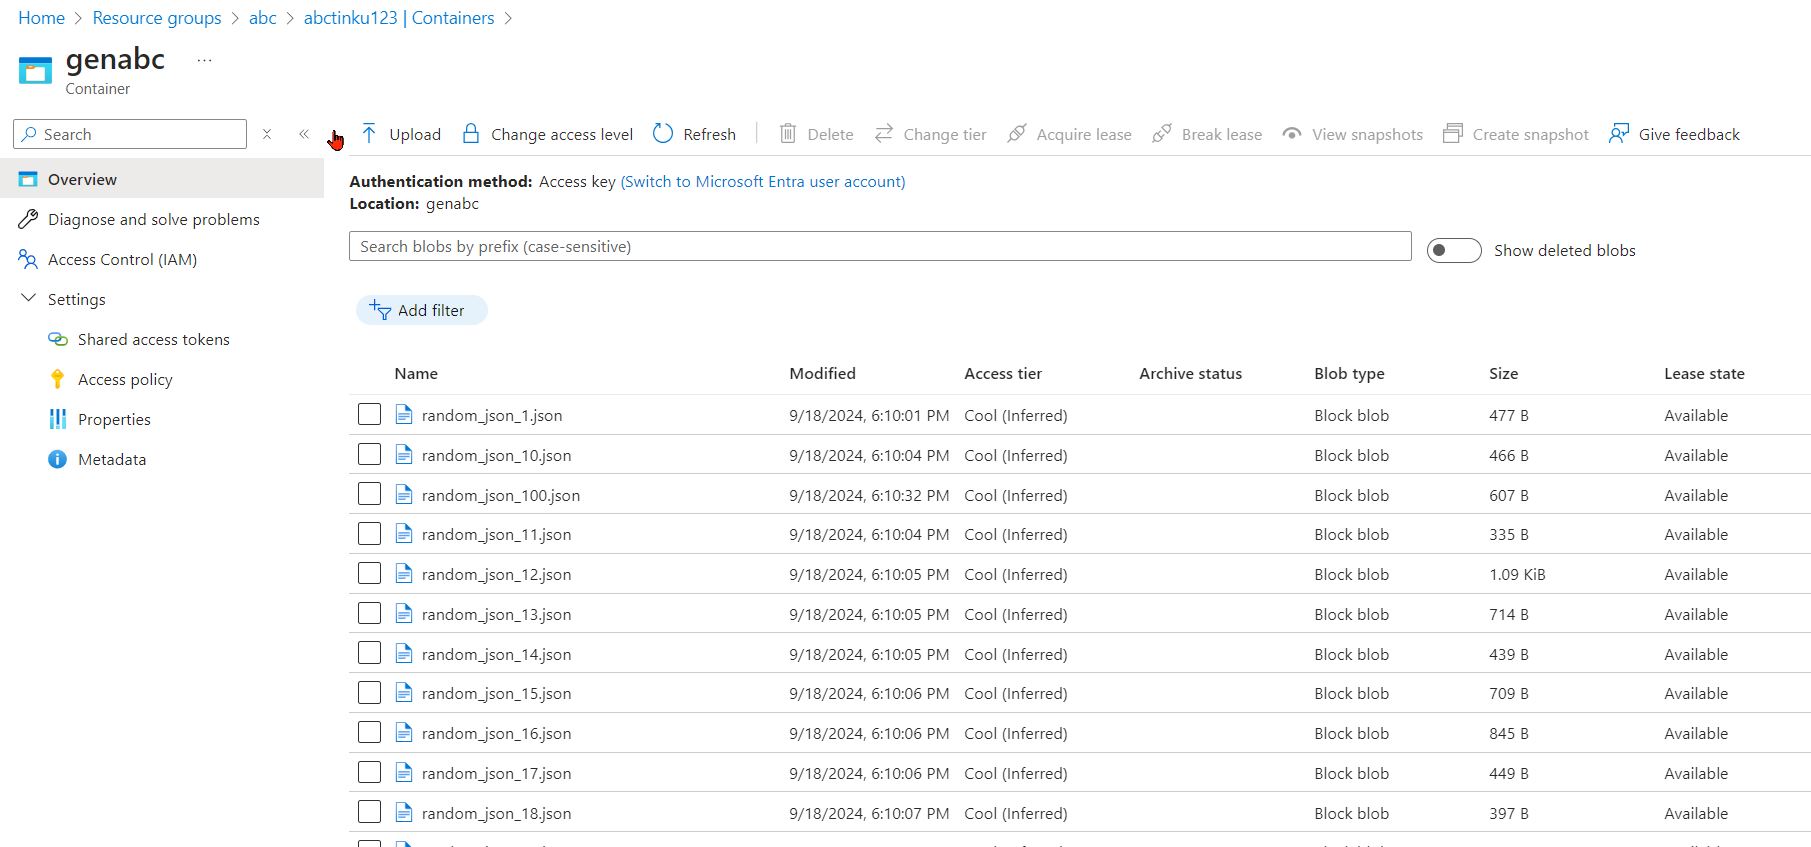 Home > Resource groups > abc > abctinku123 | Containers >
genabc ...
Container
Search
Upload Change access level Refresh Delete Change tier Acquire lease Break lease View snapshots Create snapshot Give feedback
Overview
Diagnose and solve problems
Access Control (IAM)
Settings
Shared access tokens
Access policy
Properties
Metadata
Authentication method: Access key (Switch to Microsoft Entra user account)
Location: genabc
Search blobs by prefix (case-sensitive)
Show deleted blobs
Add filter
Name Modified Access tier Archive status Blob type Size Lease state
random_json_1.json 9/18/2024, 6:10:01 PM Cool (Inferred) Block blob 477 B Available
random_json_10.json 9/18/2024, 6:10:04 PM Cool (Inferred) Block blob 466 B Available
random_json_100.json 9/18/2024, 6:10:32 PM Cool (Inferred) Block blob 607 B Available
random_json_11.json 9/18/2024, 6:10:04 PM Cool (Inferred) Block blob 335 B Available
random_json_12.json 9/18/2024, 6:10:05 PM Cool (Inferred) Block blob 1.09 KiB Available
random_json_13.json 9/18/2024, 6:10:05 PM Cool (Inferred) Block blob 714 B Available
random_json_14.json 9/18/2024, 6:10:05 PM Cool (Inferred) Block blob 439 B Available
random_json_15.json 9/18/2024, 6:10:06 PM Cool (Inferred) Block blob 709 B Available
random_json_16.json 9/18/2024, 6:10:06 PM Cool (Inferred) Block blob 845 B Available
random_json_17.json 9/18/2024, 6:10:06 PM Cool (Inferred) Block blob 449 B Available
random_json_18.json 9/18/2024, 6:10:07 PM Cool (Inferred) Block blob 397 B Available